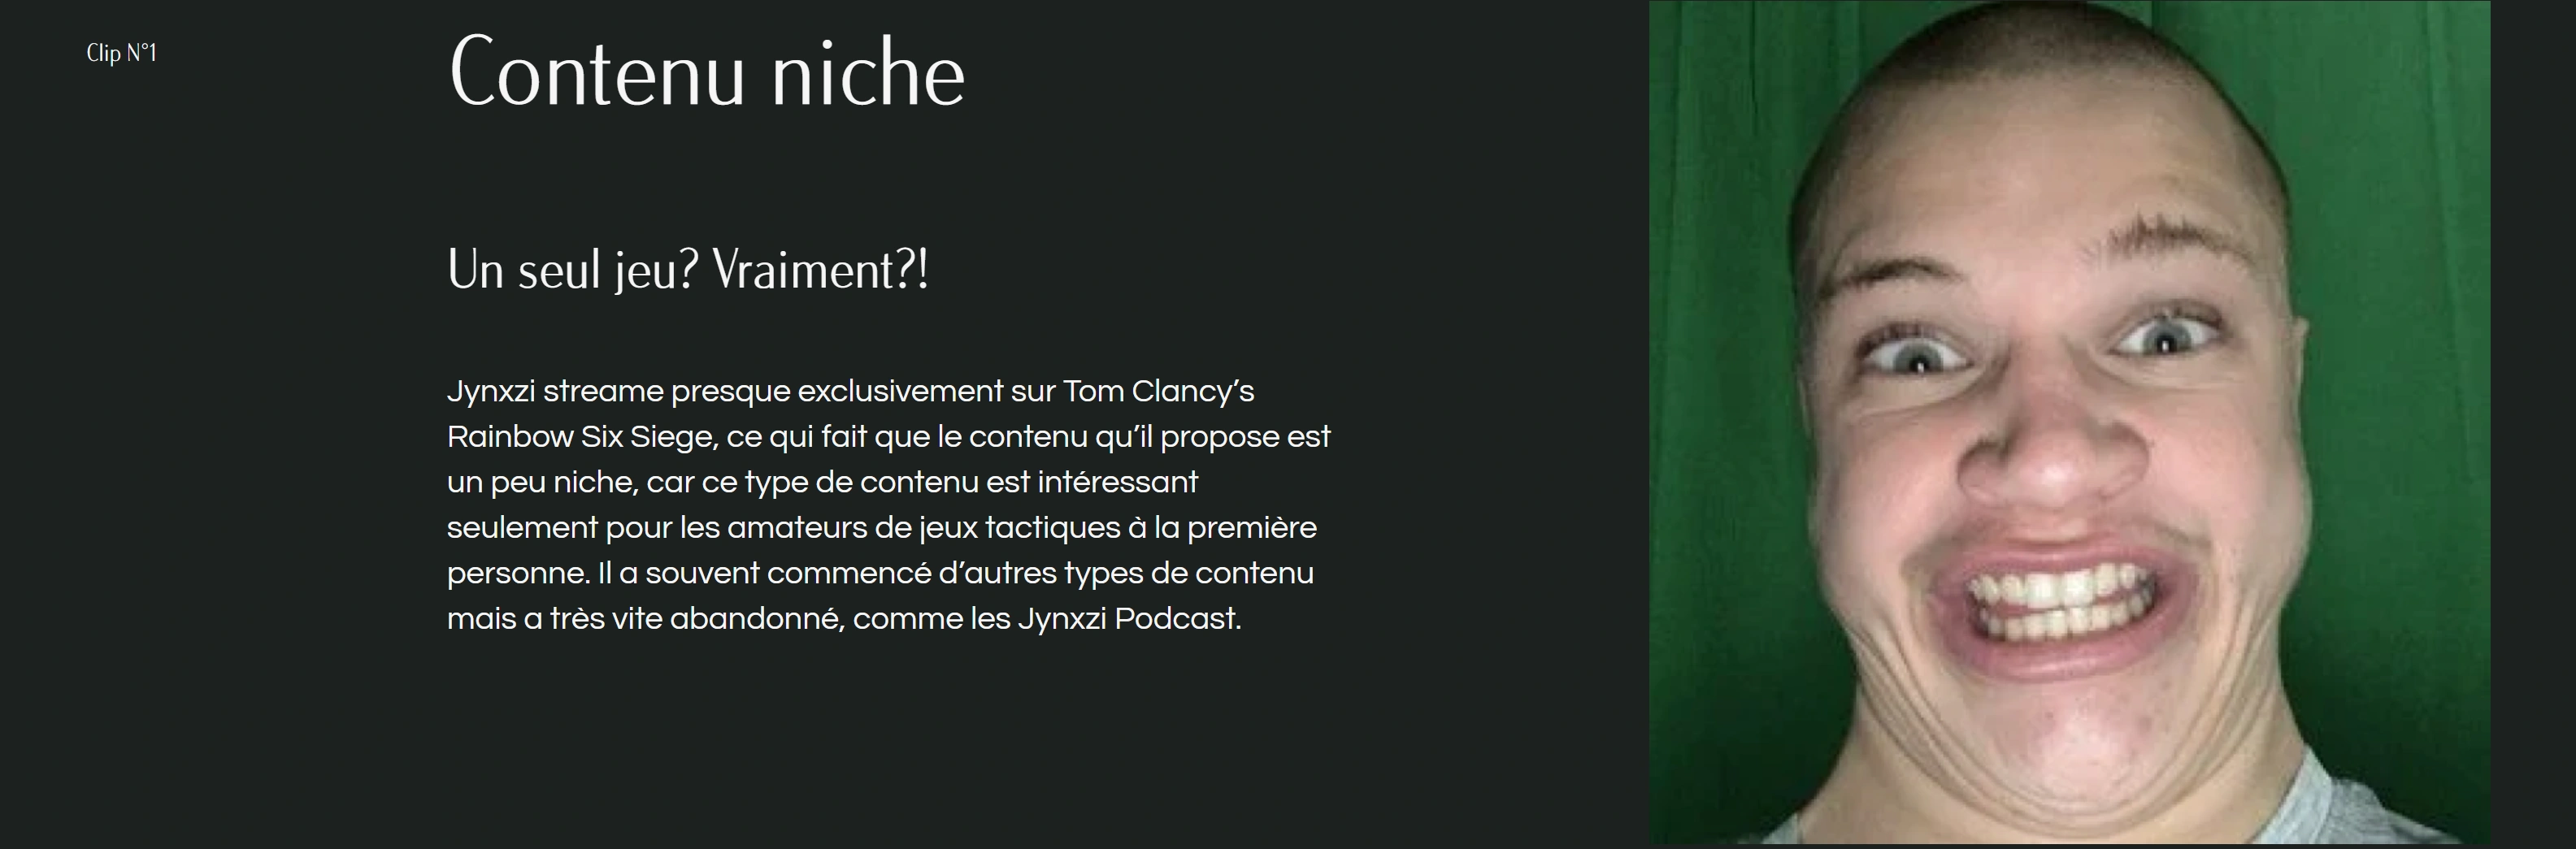 Clip N°1
Contenu niche
Un seul jeu? Vraiment?!
Jynxzi streame presque exclusivement sur Tom Clancy’s
Rainbow Six Siege, ce qui fait que le contenu qu’il propose est
un peu niche, car ce type de contenu est intéressant
seulement pour les amateurs de jeux tactiques à la première
personne. Il a souvent commencé d’autres types de contenu
mais a très vite abandonné, comme les Jynxzi Podcast.